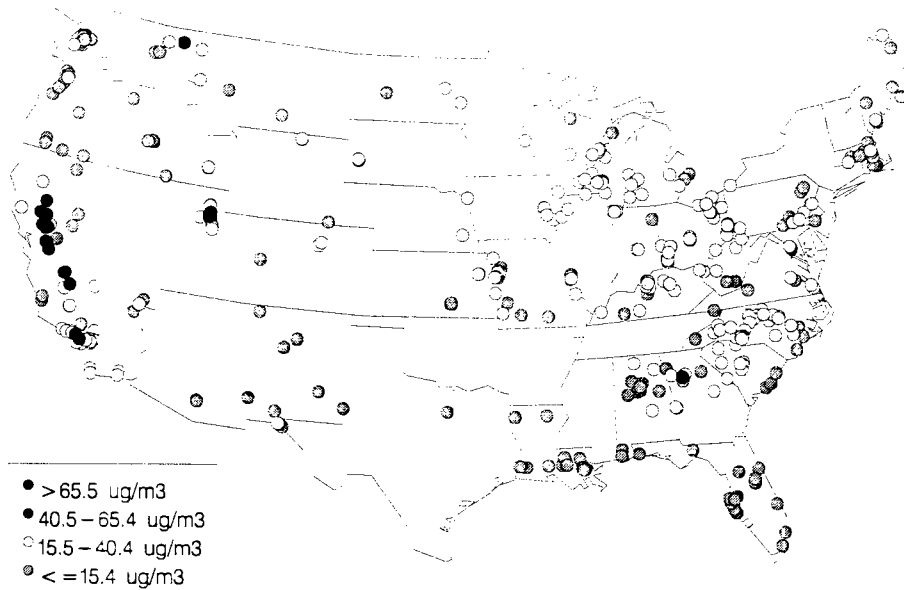 > 65.5 ug/m3
40.5 – 65.4 ug/m3
15.5 – 40.4 ug/m3
< = 15.4 ug/m3